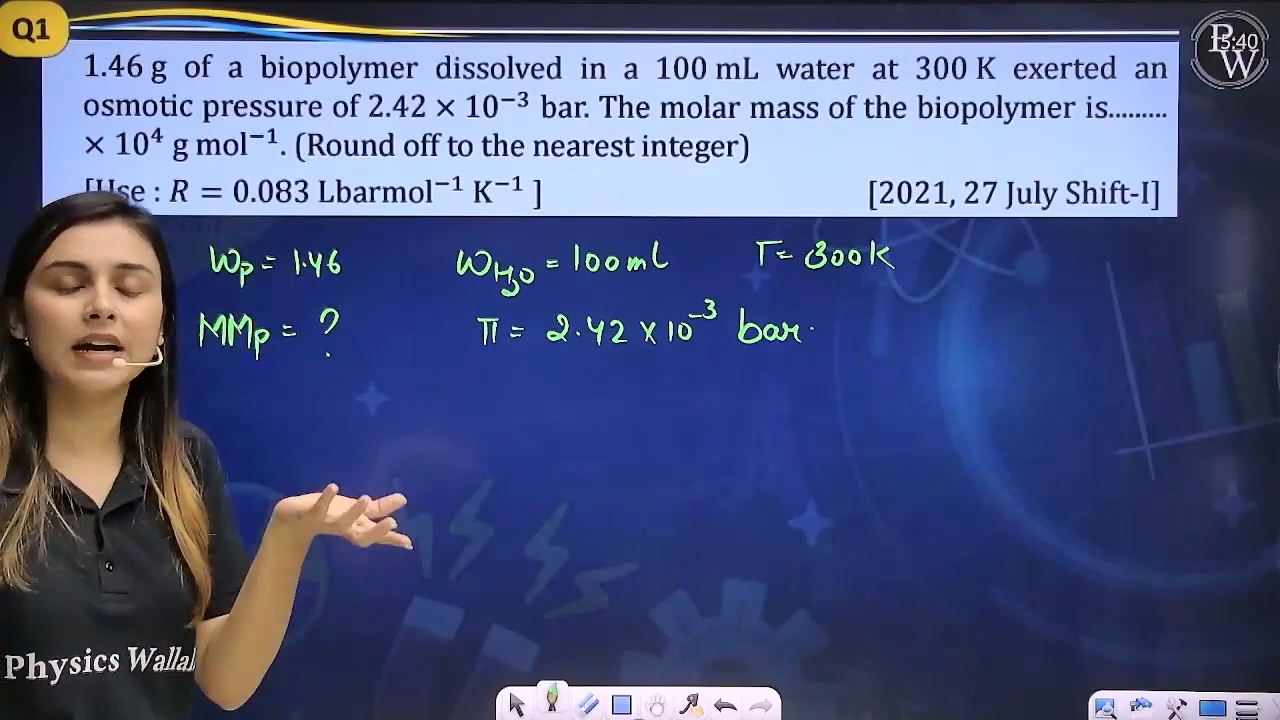 Q1
1.46 g of a biopolymer dissolved in a 100 mL water at 300 K exerted an
osmotic pressure of 2.42 × 10⁻³ bar. The molar mass of the biopolymer is.........
× 10⁴ g mol⁻¹. (Round off to the nearest integer)
[Use : R = 0.083 Lbarmol⁻¹ K⁻¹ ] [2021, 27 July Shift-I]
P W
5:40
Wp = 1.46 WH₂O = 100ml T = 300K
MMp = ? π = 2.42 × 10⁻³ bar.
Physics Wallah